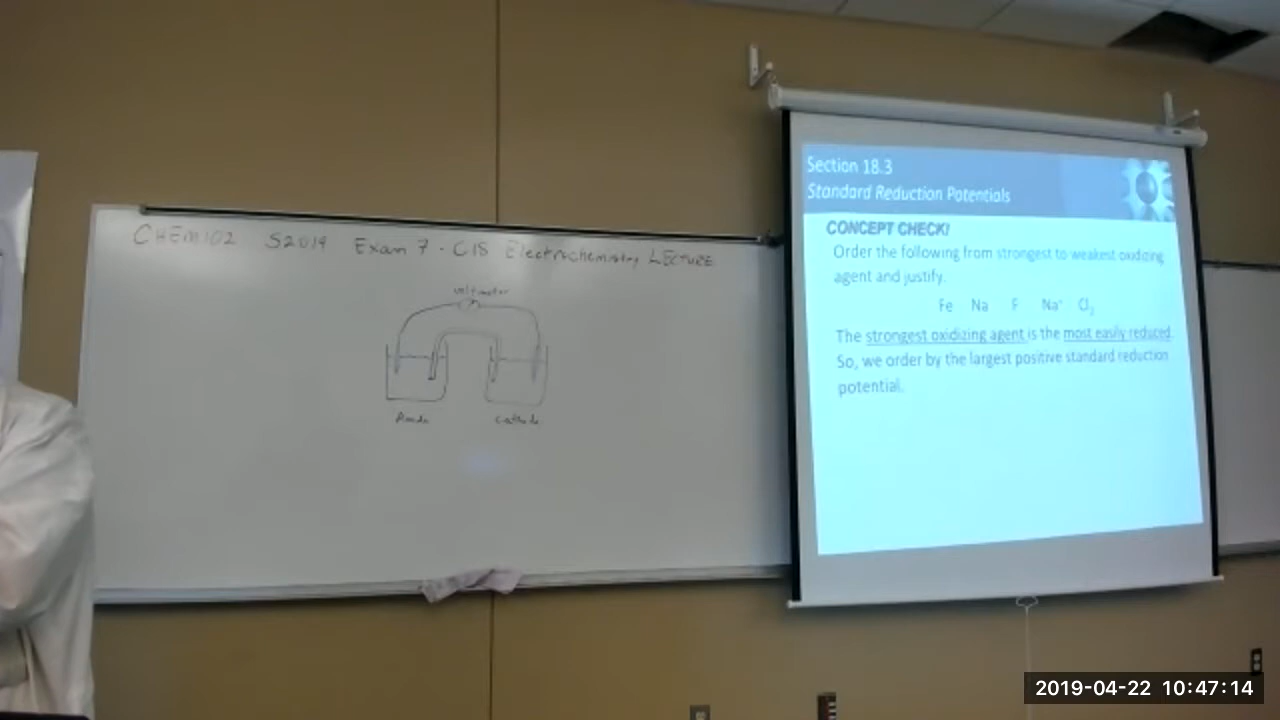 CHEM102 S2019 Exam 7 - C18 Electrochemistry LECTURE
voltmeter
Anode Cathode
Section 18.3
Standard Reduction Potentials
CONCEPT CHECK!
Order the following from strongest to weakest oxidizing
agent and justify.
Fe Na F⁻ Na⁺ Cl₂
The strongest oxidizing agent is the most easily reduced.
So, we order by the largest positive standard reduction
potential.
2019-04-22 10:47:14